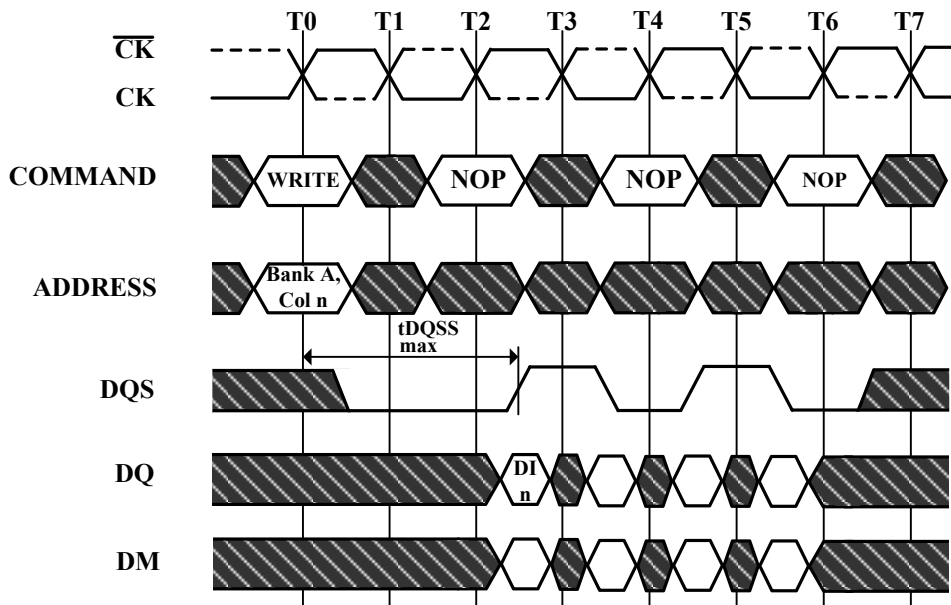 T0 T1 T2 T3 T4 T5 T6 T7
CK
CK
COMMAND
WRITE NOP NOP NOP
ADDRESS
Bank A,
Col n
tDQSS
max
DQS
DQ
DI
n
DM